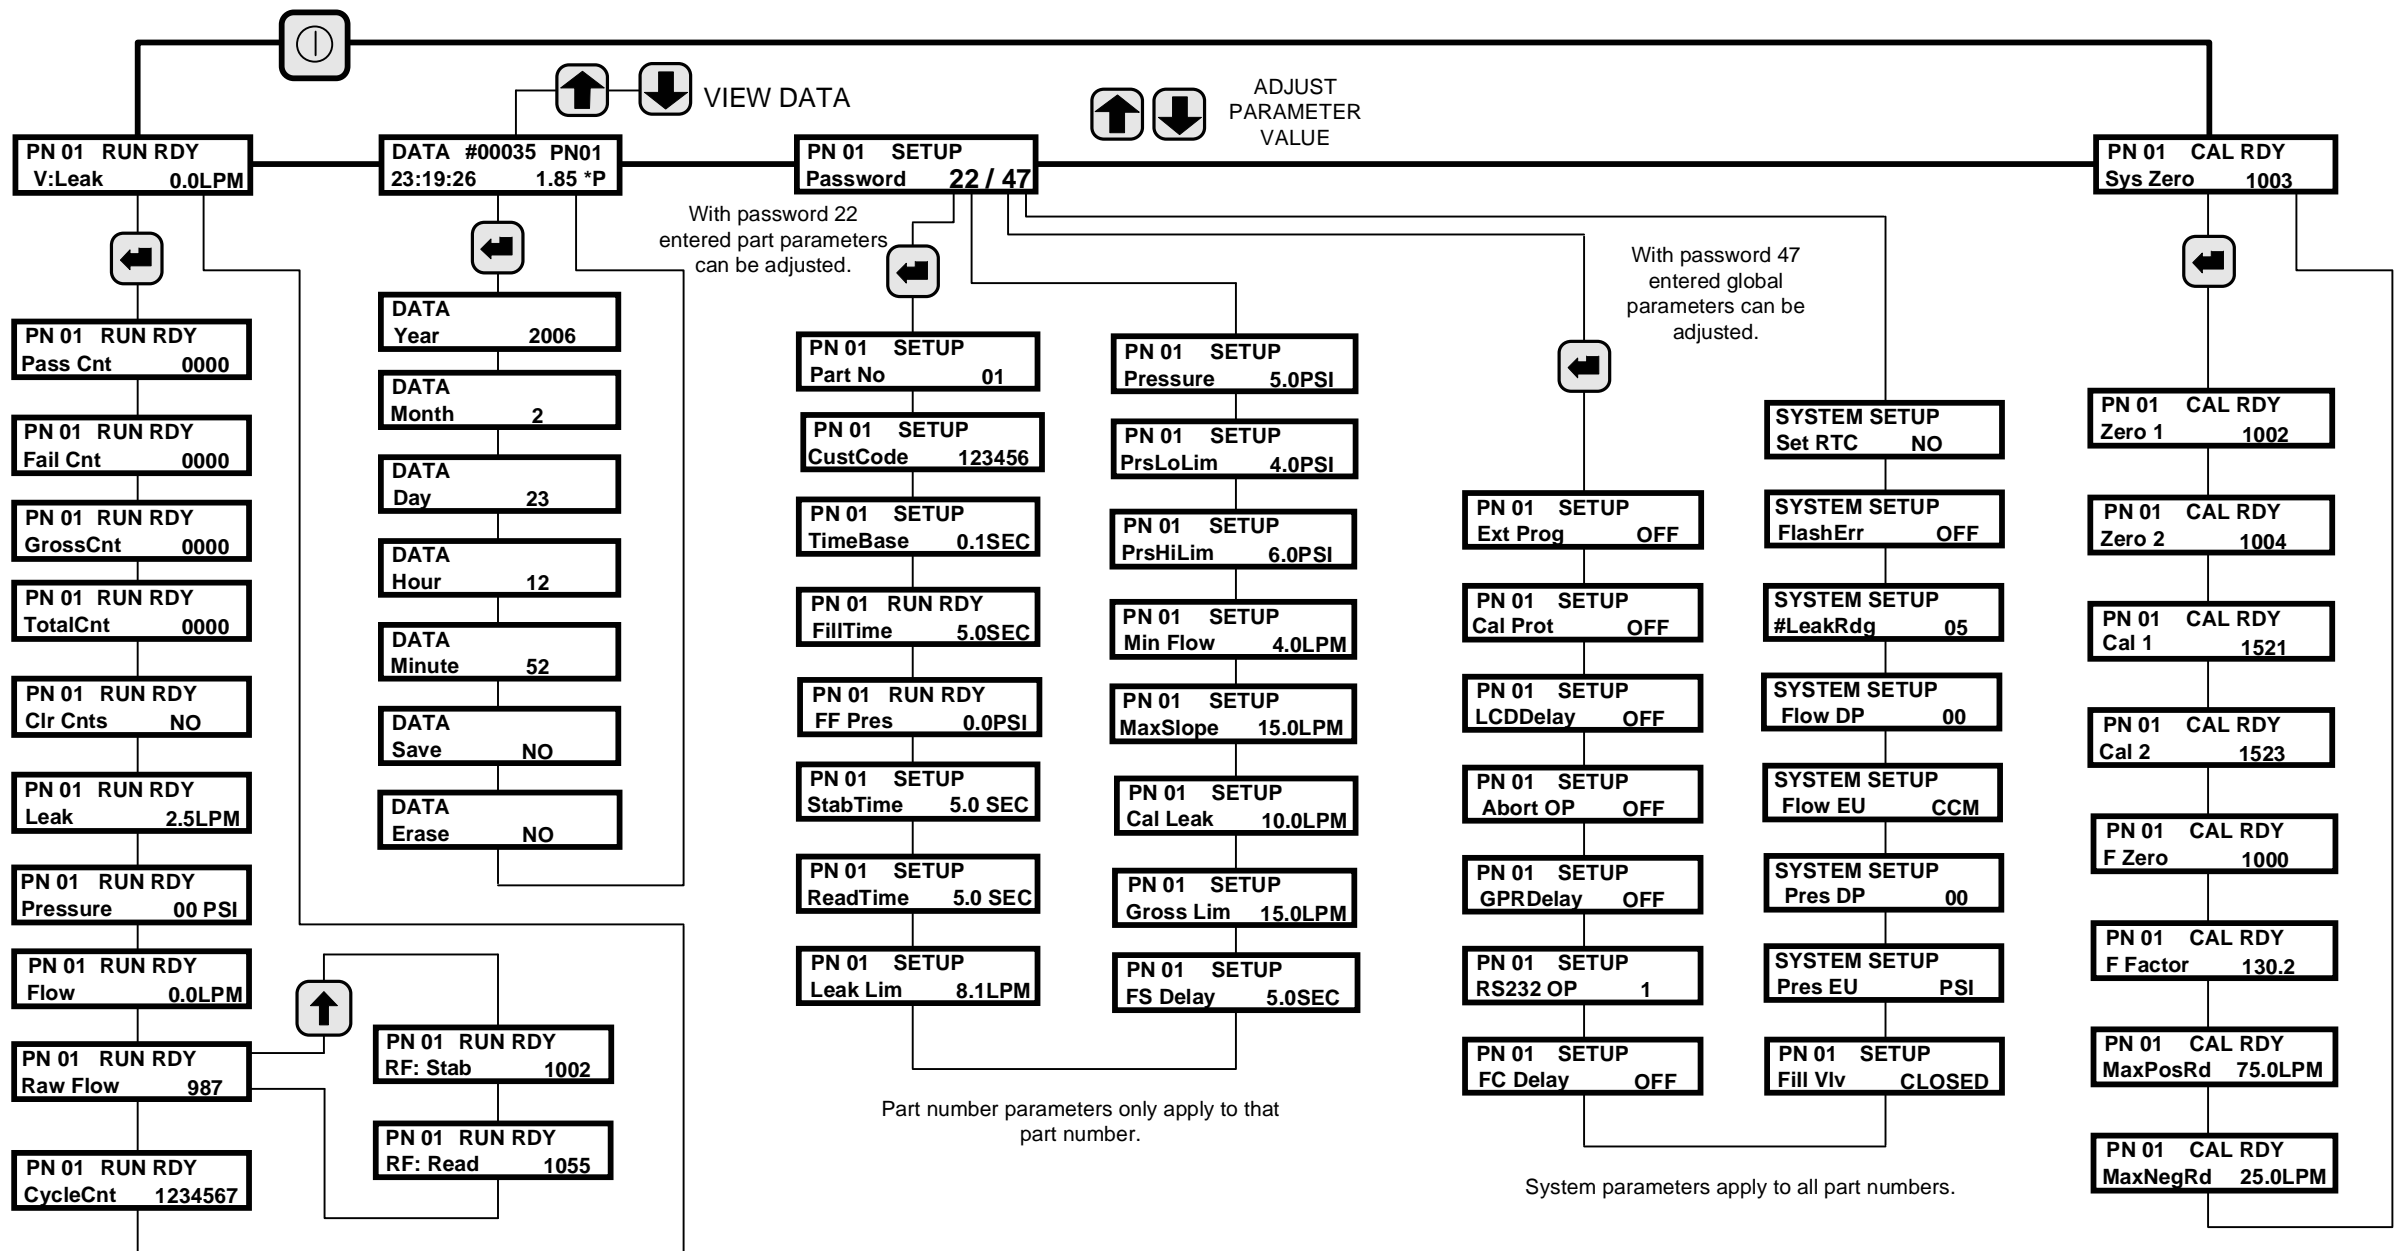 VIEW DATA
ADJUST
PARAMETER
VALUE
PN 01 RUN RDY
V:Leak 0.0LPM
DATA #00035 PN01
23:19:26 1.85 *P
PN 01 SETUP
Password 22 / 47
PN 01 CAL RDY
Sys Zero 1003
With password 22
entered part parameters
can be adjusted.
With password 47
entered global
parameters can be
adjusted.
PN 01 RUN RDY
Pass Cnt 0000
PN 01 RUN RDY
Fail Cnt 0000
PN 01 RUN RDY
GrossCnt 0000
PN 01 RUN RDY
TotalCnt 0000
PN 01 RUN RDY
Clr Cnts NO
PN 01 RUN RDY
Leak 2.5LPM
PN 01 RUN RDY
Pressure 00 PSI
PN 01 RUN RDY
Flow 0.0LPM
PN 01 RUN RDY
Raw Flow 987
PN 01 RUN RDY
CycleCnt 1234567
PN 01 RUN RDY
RF: Stab 1002
PN 01 RUN RDY
RF: Read 1055
DATA
Year 2006
DATA
Month 2
DATA
Day 23
DATA
Hour 12
DATA
Minute 52
DATA
Save NO
DATA
Erase NO
PN 01 SETUP
Part No 01
PN 01 SETUP
CustCode 123456
PN 01 SETUP
TimeBase 0.1SEC
PN 01 RUN RDY
FillTime 5.0SEC
PN 01 RUN RDY
FF Pres 0.0PSI
PN 01 SETUP
StabTime 5.0 SEC
PN 01 SETUP
ReadTime 5.0 SEC
PN 01 SETUP
Leak Lim 8.1LPM
PN 01 SETUP
Pressure 5.0PSI
PN 01 SETUP
PrsLoLim 4.0PSI
PN 01 SETUP
PrsHiLim 6.0PSI
PN 01 SETUP
Min Flow 4.0LPM
PN 01 SETUP
MaxSlope 15.0LPM
PN 01 SETUP
Cal Leak 10.0LPM
PN 01 SETUP
Gross Lim 15.0LPM
PN 01 SETUP
FS Delay 5.0SEC
Part number parameters only apply to that
part number.
PN 01 SETUP
Ext Prog OFF
PN 01 SETUP
Cal Prot OFF
PN 01 SETUP
LCDDelay OFF
PN 01 SETUP
Abort OP OFF
PN 01 SETUP
GPRDelay OFF
PN 01 SETUP
RS232 OP 1
PN 01 SETUP
FC Delay OFF
SYSTEM SETUP
Set RTC NO
SYSTEM SETUP
FlashErr OFF
SYSTEM SETUP
#LeakRdg 05
SYSTEM SETUP
Flow DP 00
SYSTEM SETUP
Flow EU CCM
SYSTEM SETUP
Pres DP 00
SYSTEM SETUP
Pres EU PSI
PN 01 SETUP
Fill Vlv CLOSED
System parameters apply to all part numbers.
PN 01 CAL RDY
Zero 1 1002
PN 01 CAL RDY
Zero 2 1004
PN 01 CAL RDY
Cal 1 1521
PN 01 CAL RDY
Cal 2 1523
PN 01 CAL RDY
F Zero 1000
PN 01 CAL RDY
F Factor 130.2
PN 01 CAL RDY
MaxPosRd 75.0LPM
PN 01 CAL RDY
MaxNegRd 25.0LPM